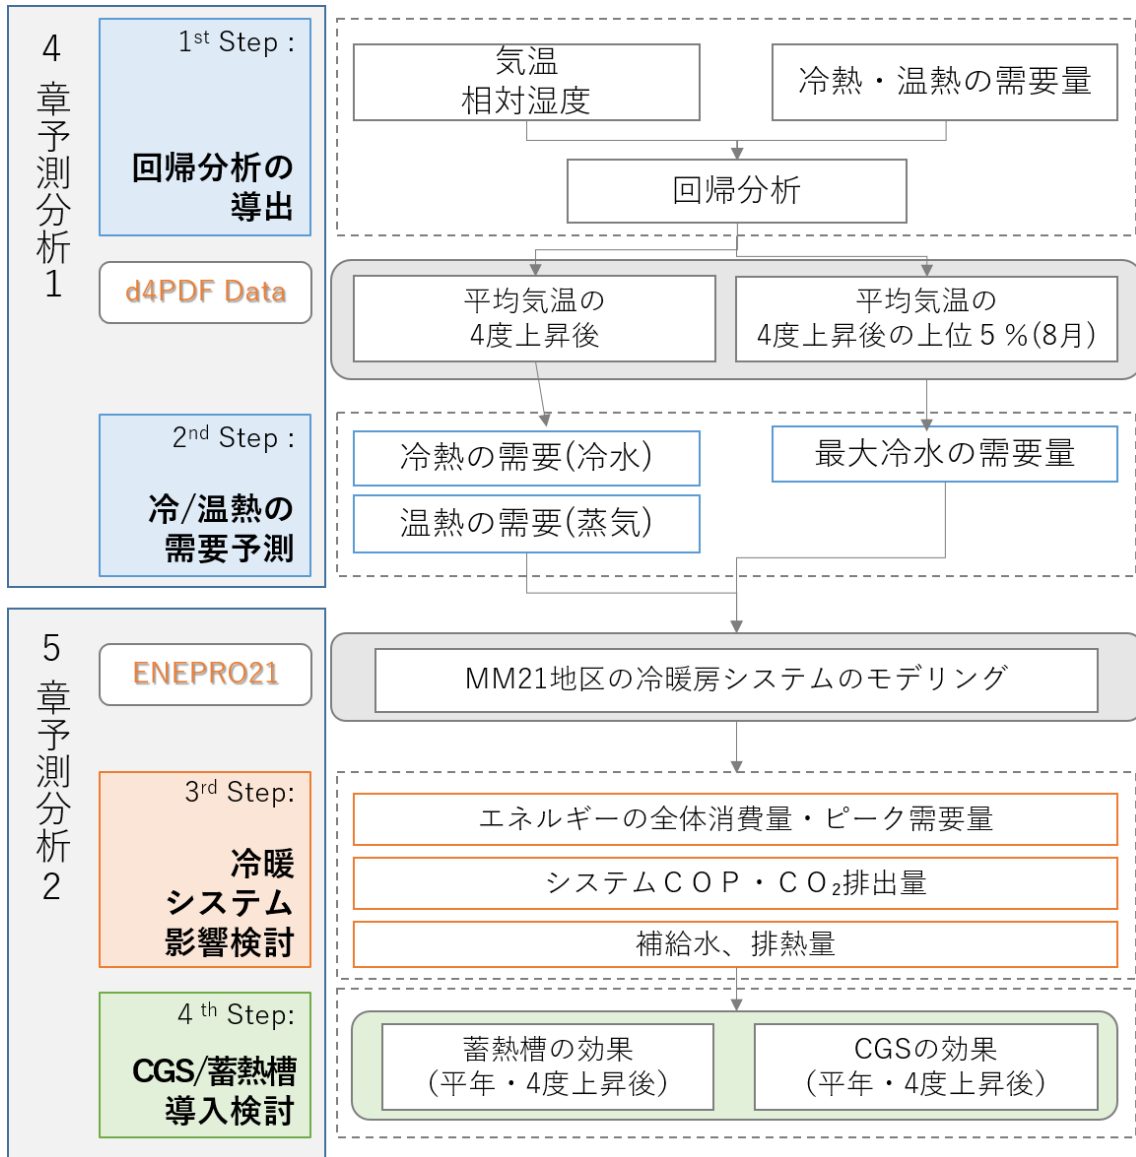 4
章
予
測
分
析
1
1st Step :
回帰分析の
導出
気温
相対湿度
冷熱・温熱の需要量
回帰分析
d4PDF Data
平均気温の
4度上昇後
平均気温の
4度上昇後の上位５%(8月)
2nd Step :
冷/温熱の
需要予測
冷熱の需要(冷水)
温熱の需要(蒸気)
最大冷水の需要量
5
章
予
測
分
析
2
ENEPRO21
MM21地区の冷暖房システムのモデリング
3rd Step:
冷暖
システム
影響検討
エネルギーの全体消費量・ピーク需要量
システムＣＯＰ・ＣＯ₂排出量
補給水、排熱量
4 th Step:
CGS/蓄熱槽
導入検討
蓄熱槽の効果
(平年・4度上昇後)
CGSの効果
(平年・4度上昇後)